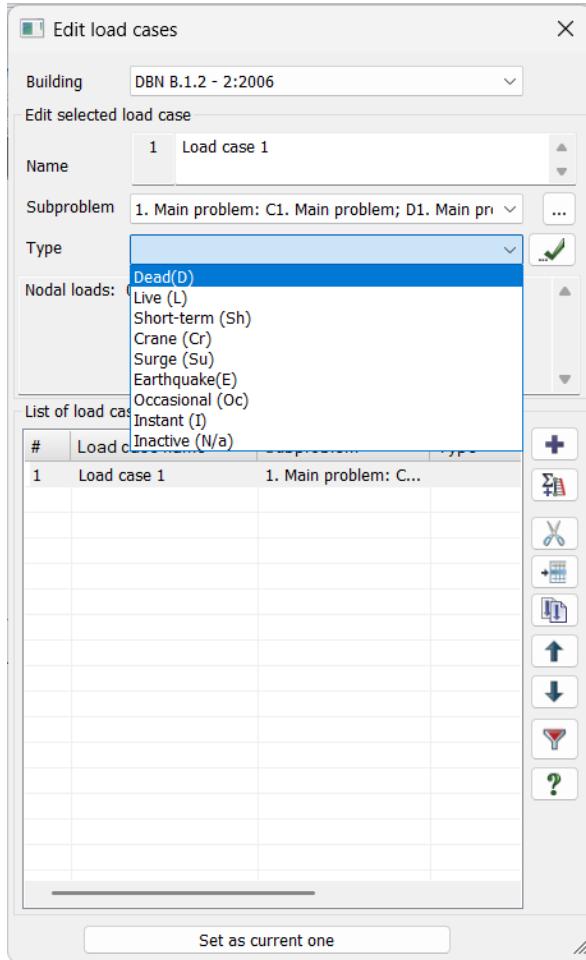 Edit load cases
Building DBN B.1.2 - 2:2006
Edit selected load case
1 Load case 1
Name
Subproblem 1. Main problem: C1. Main problem; D1. Main ...
Type
Dead(D)
Nodal loads:
Live (L)
Short-term (Sh)
Crane (Cr)
Surge (Su)
Earthquake(E)
Occasional (Oc)
Instant (I)
List of load
Inactive (N/a)
# Load
1 Load case 1 1. Main problem: C...
?
Set as current one